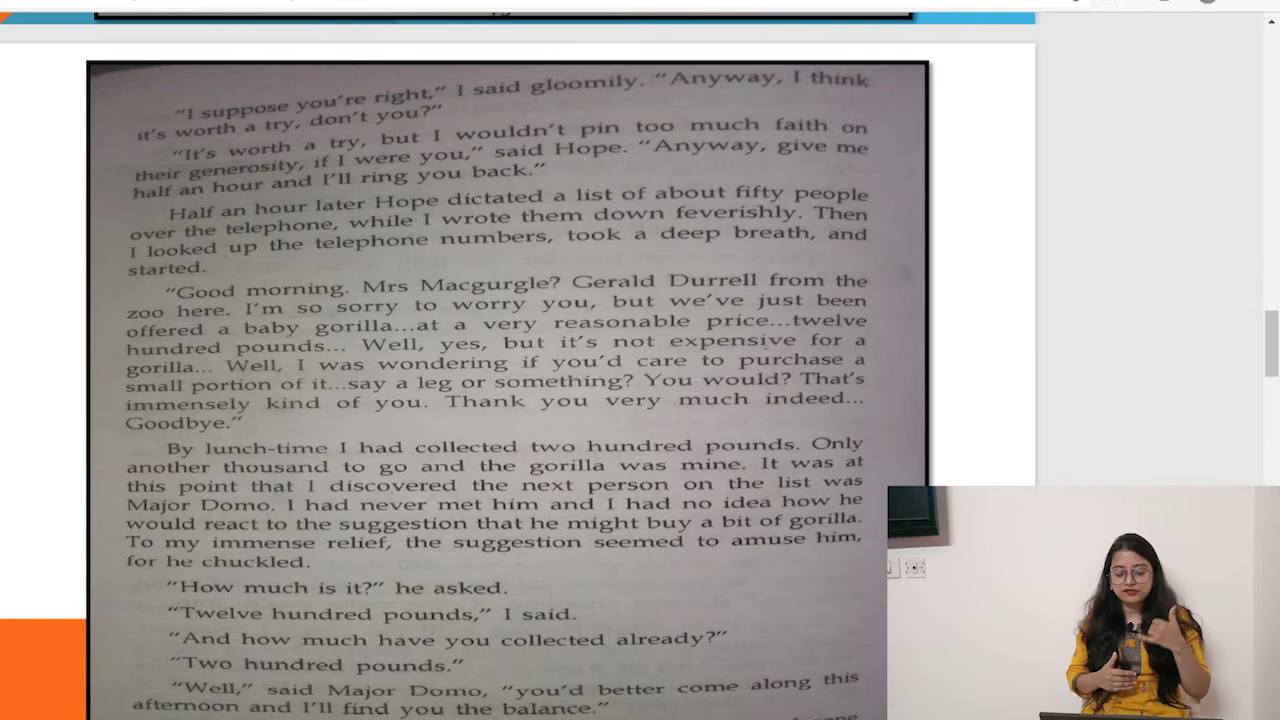 "I suppose you're right," I said gloomily. "Anyway, I think
it's worth a try, don't you?"
"It's worth a try, but I wouldn't pin too much faith on
their generosity, if I were you," said Hope. "Anyway, give me
half an hour and I'll ring you back."
Half an hour later Hope dictated a list of about fifty people
over the telephone, while I wrote them down feverishly. Then
I looked up the telephone numbers, took a deep breath, and
started.
"Good morning. Mrs Macgurgle? Gerald Durrell from the
zoo here. I'm so sorry to worry you, but we've just been
offered a baby gorilla...at a very reasonable price...twelve
hundred pounds... Well, yes, but it's not expensive for a
gorilla... Well, I was wondering if you'd care to purchase a
small portion of it...say a leg or something? You would? That's
immensely kind of you. Thank you very much indeed...
Goodbye."
By lunch-time I had collected two hundred pounds. Only
another thousand to go and the gorilla was mine. It was at
this point that I discovered the next person on the list was
Major Domo. I had never met him and I had no idea how he
would react to the suggestion that he might buy a bit of gorilla.
To my immense relief, the suggestion seemed to amuse him,
for he chuckled.
"How much is it?" he asked.
"Twelve hundred pounds," I said.
"And how much have you collected already?"
"Two hundred pounds."
"Well," said Major Domo, "you'd better come along this
afternoon and I'll find you the balance."